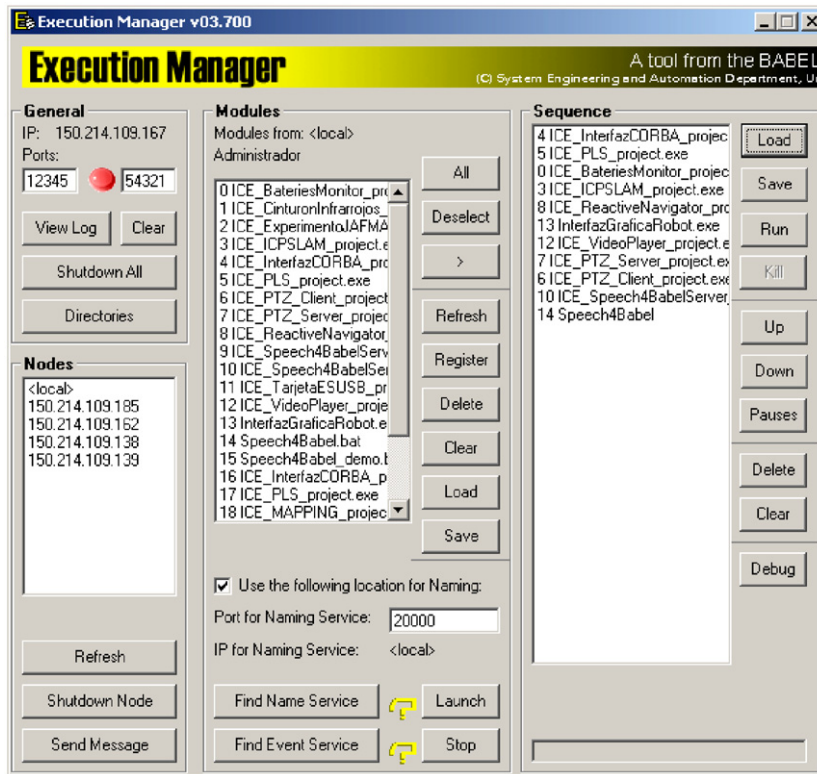 Execution Manager v03.700
Execution Manager
A tool from the BABEL
(C) System Engineering and Automation Department, Un
General
IP: 150.214.109.167
Ports:
12345
54321
View Log
Clear
Shutdown All
Directories
Nodes
<local>
150.214.109.185
150.214.109.162
150.214.109.138
150.214.109.139
Refresh
Shutdown Node
Send Message
Modules
Modules from: <local>
Administrador
0 ICE_BateriesMonitor_pro
1 ICE_CinturonInfrarrojos_
2 ICE_ExperimentoJAFMA
3 ICE_ICPSLAM_project.e
4 ICE_InterfazCORBA_pro
5 ICE_PLS_project.exe
6 ICE_PTZ_Client_project
7 ICE_PTZ_Server_projec
8 ICE_ReactiveNavigator_
9 ICE_Speech4BabelServ
10 ICE_Speech4BabelSer
11 ICE_TarjetaESUSB_pr
12 ICE_VideoPlayer_proje
13 InterfazGraficaRobot.e
14 Speech4Babel.bat
15 Speech4Babel_demo.b
16 ICE_InterfazCORBA_p
17 ICE_PLS_project.exe
18 ICE_MAPPING_projec
All
Deselect
>
Refresh
Register
Delete
Clear
Load
Save
Use the following location for Naming:
Port for Naming Service: 20000
IP for Naming Service: <local>
Find Name Service
Launch
Find Event Service
Stop
Sequence
4 ICE_InterfazCORBA_projec
5 ICE_PLS_project.exe
0 ICE_BateriesMonitor_projec
3 ICE_ICPSLAM_project.exe
8 ICE_ReactiveNavigator_pro
13 InterfazGraficaRobot.exe
12 ICE_VideoPlayer_project.e
7 ICE_PTZ_Server_project.ex
6 ICE_PTZ_Client_project.exe
10 ICE_Speech4BabelServer_
14 Speech4Babel
Load
Save
Run
Kill
Up
Down
Pauses
Delete
Clear
Debug